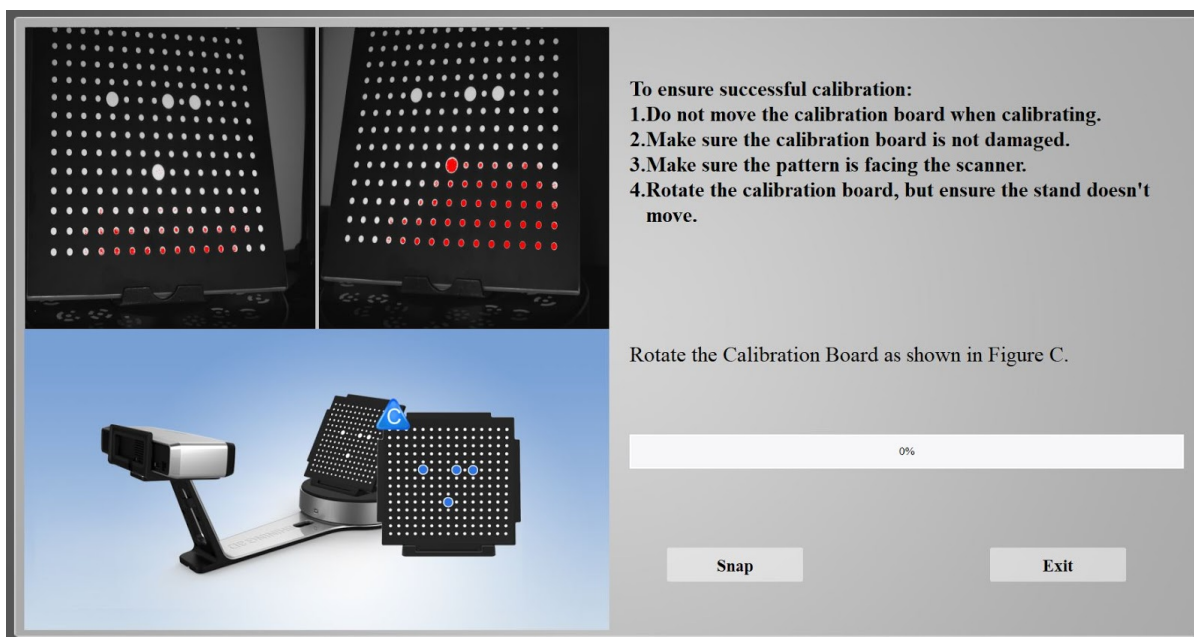 To ensure successful calibration:
1.Do not move the calibration board when calibrating.
2.Make sure the calibration board is not damaged.
3.Make sure the pattern is facing the scanner.
4.Rotate the calibration board, but ensure the stand doesn't
move.
Rotate the Calibration Board as shown in Figure C.
C
0%
Snap
Exit